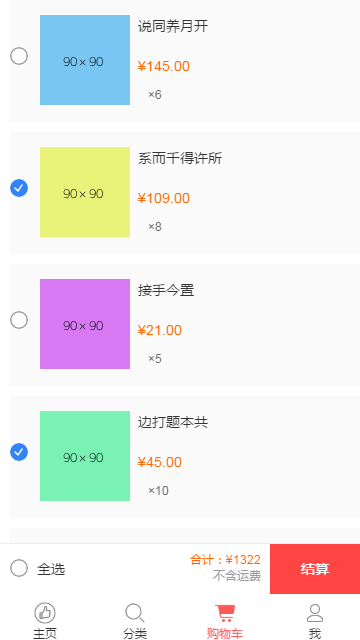 说同养月开
90×90
¥145.00
×6
系而千得许所
90×90
¥109.00
×8
接手今置
90×90
¥21.00
×5
边打题本共
90×90
¥45.00
×10
合计：¥1322
全选
不含运费
结算
主页
分类
购物车
我